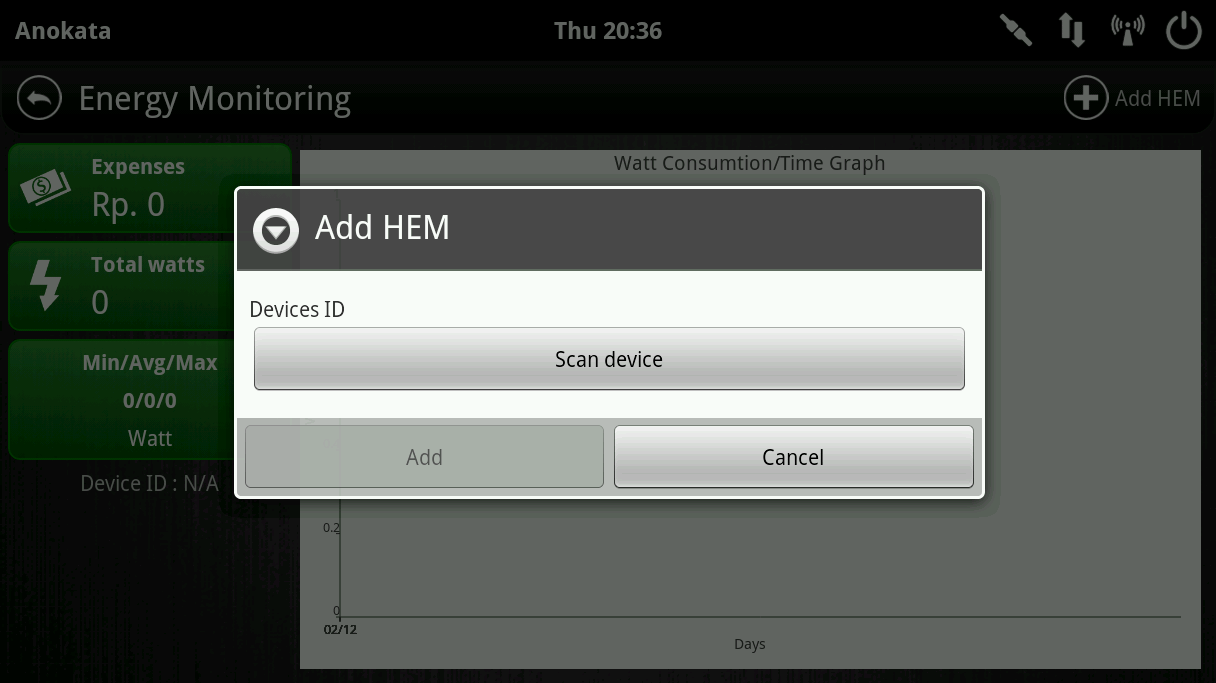 Anokata
Thu 20:36
Energy Monitoring
Add HEM
Expenses
Rp. 0
Total watts
0
Min/Avg/Max
0/0/0
Watt
Device ID : N/A
Watt Consumtion/Time Graph
Add HEM
Devices ID
Scan device
Add
Cancel
0.2
0
02/12
Days